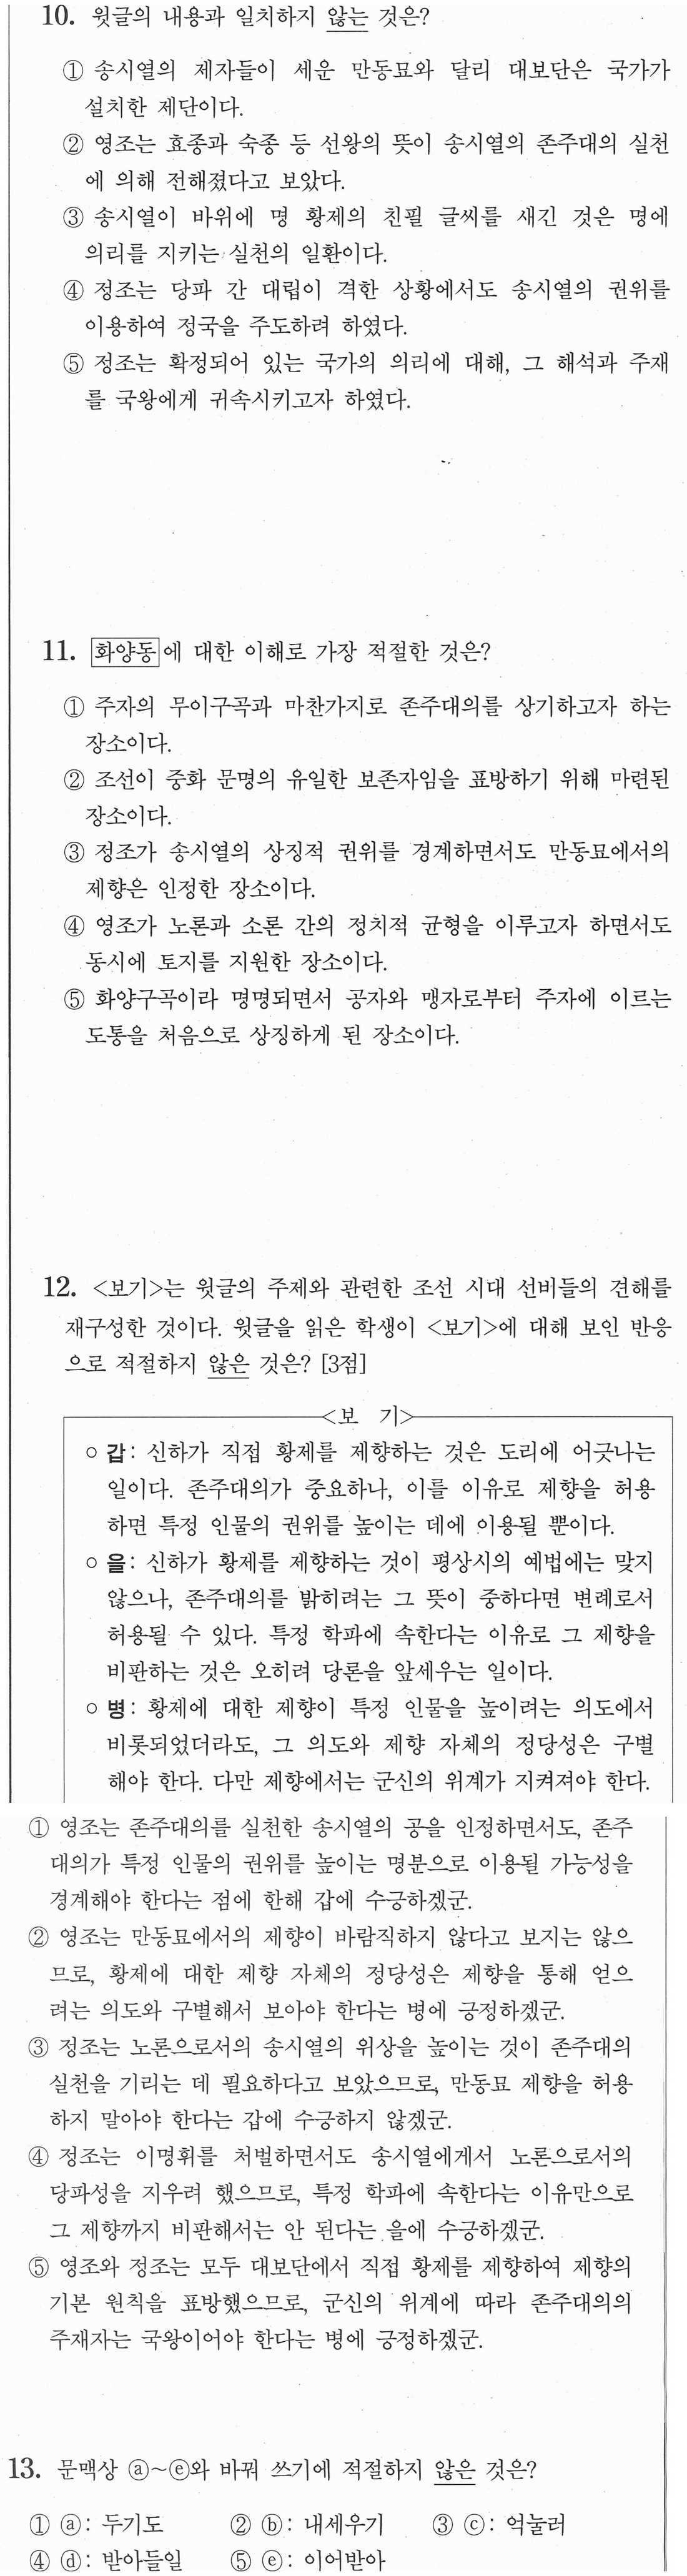 10. 윗글의 내용과 일치하지 않는 것은?
① 송시열의 제자들이 세운 만동묘와 달리 대보단은 국가가
설치한 제단이다.
② 영조는 효종과 숙종 등 선왕의 뜻이 송시열의 존주대의 실천
에 의해 전해졌다고 보았다.
③ 송시열이 바위에 명 황제의 친필 글씨를 새긴 것은 명에
의리를 지키는 실천의 일환이다.
④ 정조는 당파 간 대립이 격한 상황에서도 송시열의 권위를
이용하여 정국을 주도하려 하였다.
⑤ 정조는 확정되어 있는 국가의 의리에 대해, 그 해석과 주재
를 국왕에게 귀속시키고자 하였다.
11. 화양동에 대한 이해로 가장 적절한 것은?
① 주자의 무이구곡과 마찬가지로 존주대의를 상기하고자 하는
장소이다.
② 조선이 중화 문명의 유일한 보존자임을 표방하기 위해 마련된
장소이다.
③ 정조가 송시열의 상징적 권위를 경계하면서도 만동묘에서의
제향은 인정한 장소이다.
④ 영조가 노론과 소론 간의 정치적 균형을 이루고자 하면서도
동시에 토지를 지원한 장소이다.
⑤ 화양구곡이라 명명되면서 공자와 맹자로부터 주자에 이르는
도통을 처음으로 상징하게 된 장소이다.
12. <보기>는 윗글의 주제와 관련한 조선 시대 선비들의 견해를
재구성한 것이다. 윗글을 읽은 학생이 <보기>에 대해 보인 반응
으로 적절하지 않은 것은? [3점]
<보 기>
○ 갑: 신하가 직접 황제를 제향하는 것은 도리에 어긋나는
일이다. 존주대의가 중요하나, 이를 이유로 제향을 허용
하면 특정 인물의 권위를 높이는 데에 이용될 뿐이다.
○ 을: 신하가 황제를 제향하는 것이 평상시의 예법에는 맞지
않으나, 존주대의를 밝히려는 그 뜻이 중하다면 변례로서
허용될 수 있다. 특정 학파에 속한다는 이유로 그 제향을
비판하는 것은 오히려 당론을 앞세우는 일이다.
○ 병: 황제에 대한 제향이 특정 인물을 높이려는 의도에서
비롯되었더라도, 그 의도와 제향 자체의 정당성은 구별
해야 한다. 다만 제향에서는 군신의 위계가 지켜져야 한다.
① 영조는 존주대의를 실천한 송시열의 공을 인정하면서도, 존주
대의가 특정 인물의 권위를 높이는 명분으로 이용될 가능성을
경계해야 한다는 점에 한해 갑에 수긍하겠군.
② 영조는 만동묘에서의 제향이 바람직하지 않다고 보지는 않으
므로, 황제에 대한 제향 자체의 정당성은 제향을 통해 얻으
려는 의도와 구별해서 보아야 한다는 병에 긍정하겠군.
③ 정조는 노론으로서의 송시열의 위상을 높이는 것이 존주대의
실천을 기리는 데 필요하다고 보았으므로, 만동묘 제향을 허용
하지 말아야 한다는 갑에 수긍하지 않겠군.
④ 정조는 이명휘를 처벌하면서도 송시열에게서 노론으로서의
당파성을 지우려 했으므로, 특정 학파에 속한다는 이유만으로
그 제향까지 비판해서는 안 된다는 을에 수긍하겠군.
⑤ 영조와 정조는 모두 대보단에서 직접 황제를 제향하여 제향의
기본 원칙을 표방했으므로, 군신의 위계에 따라 존주대의의
주재자는 국왕이어야 한다는 병에 긍정하겠군.
13. 문맥상 ⓐ~ⓔ와 바꿔 쓰기에 적절하지 않은 것은?
① ⓐ: 두기도 ② ⓑ: 내세우기 ③ ⓒ: 억눌러
④ ⓓ: 받아들일 ⑤ ⓔ: 이어받아